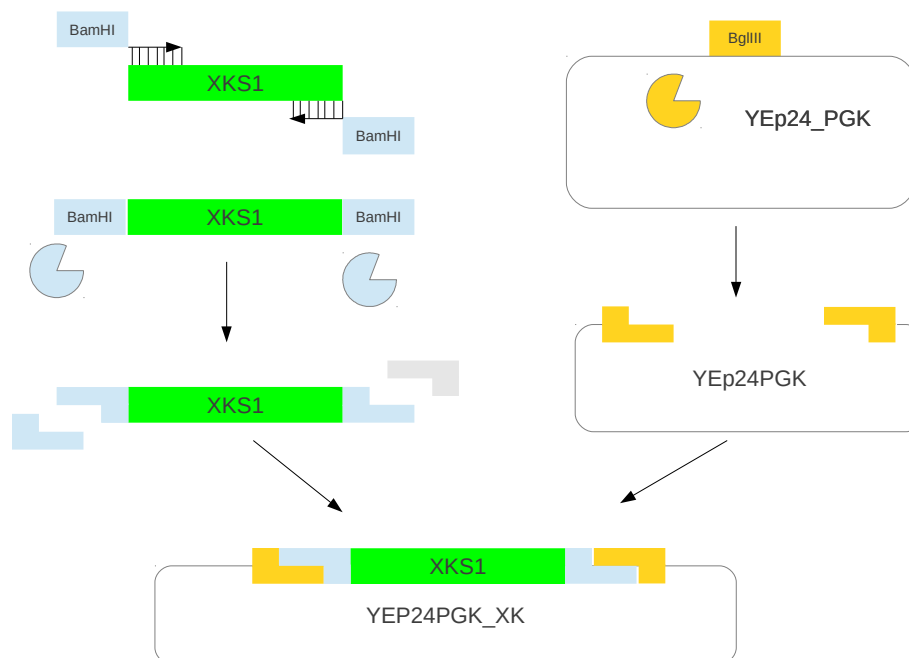 BamHI
XKS1
BamHI
BamHI
XKS1
BamHI
XKS1
BglIII
YEp24_PGK
YEp24PGK
XKS1
YEP24PGK_XK